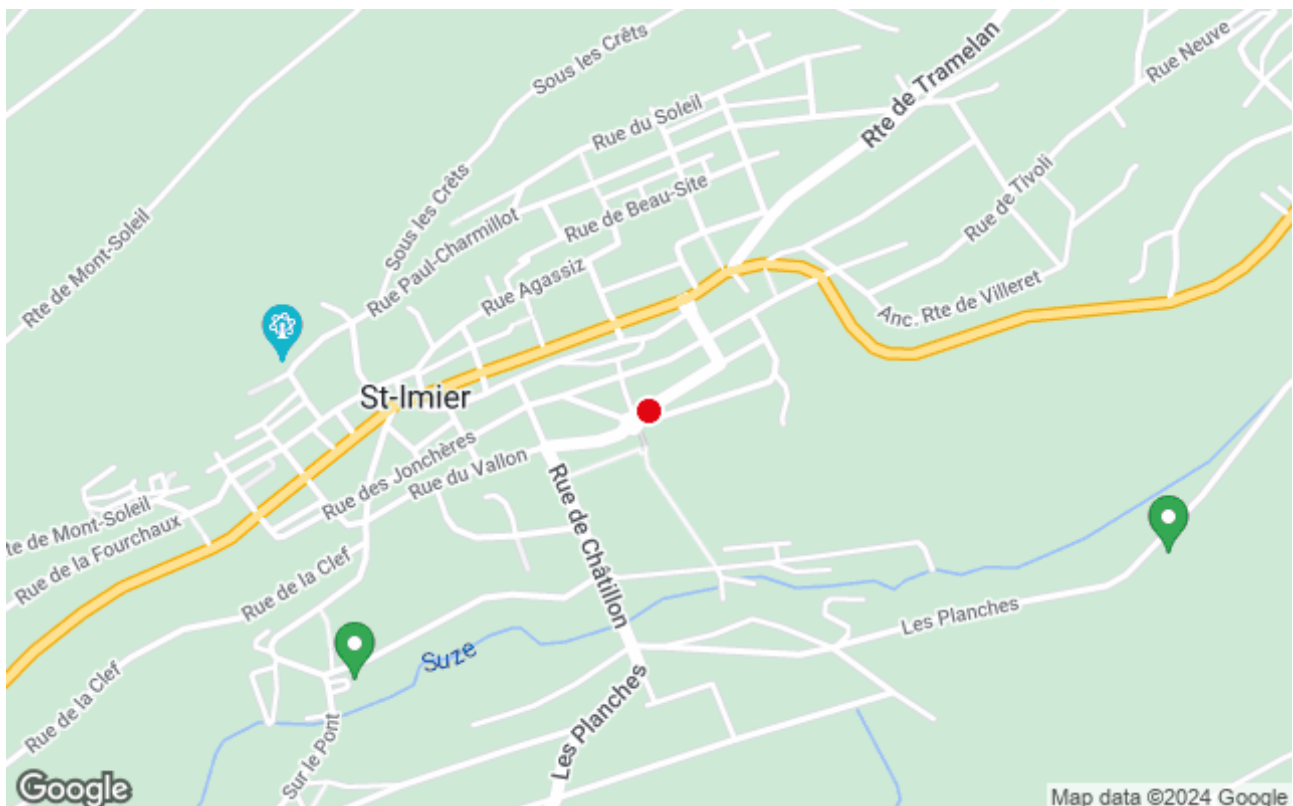 Sous les Crêts
Rue Neuve
Rte de Tramelan
Rue du Soleil
Rue de Tivoli
Rue de Beau-Site
Sous les Crêts
Rue Paul-Charmillot
Rte de Mont-Soleil
Rue Agassiz
Anc. Rte de Villeret
St-Imier
Rue des Jonchères
Rue du Vallon
te de Mont-Soleil
Rue de la Fourchaux
Rue de Châtillon
Rue de la Clef
Les Planches
Suze
Rue de la Clef
Les Planches
Sur le Pont
Google
Map data ©2024 Google